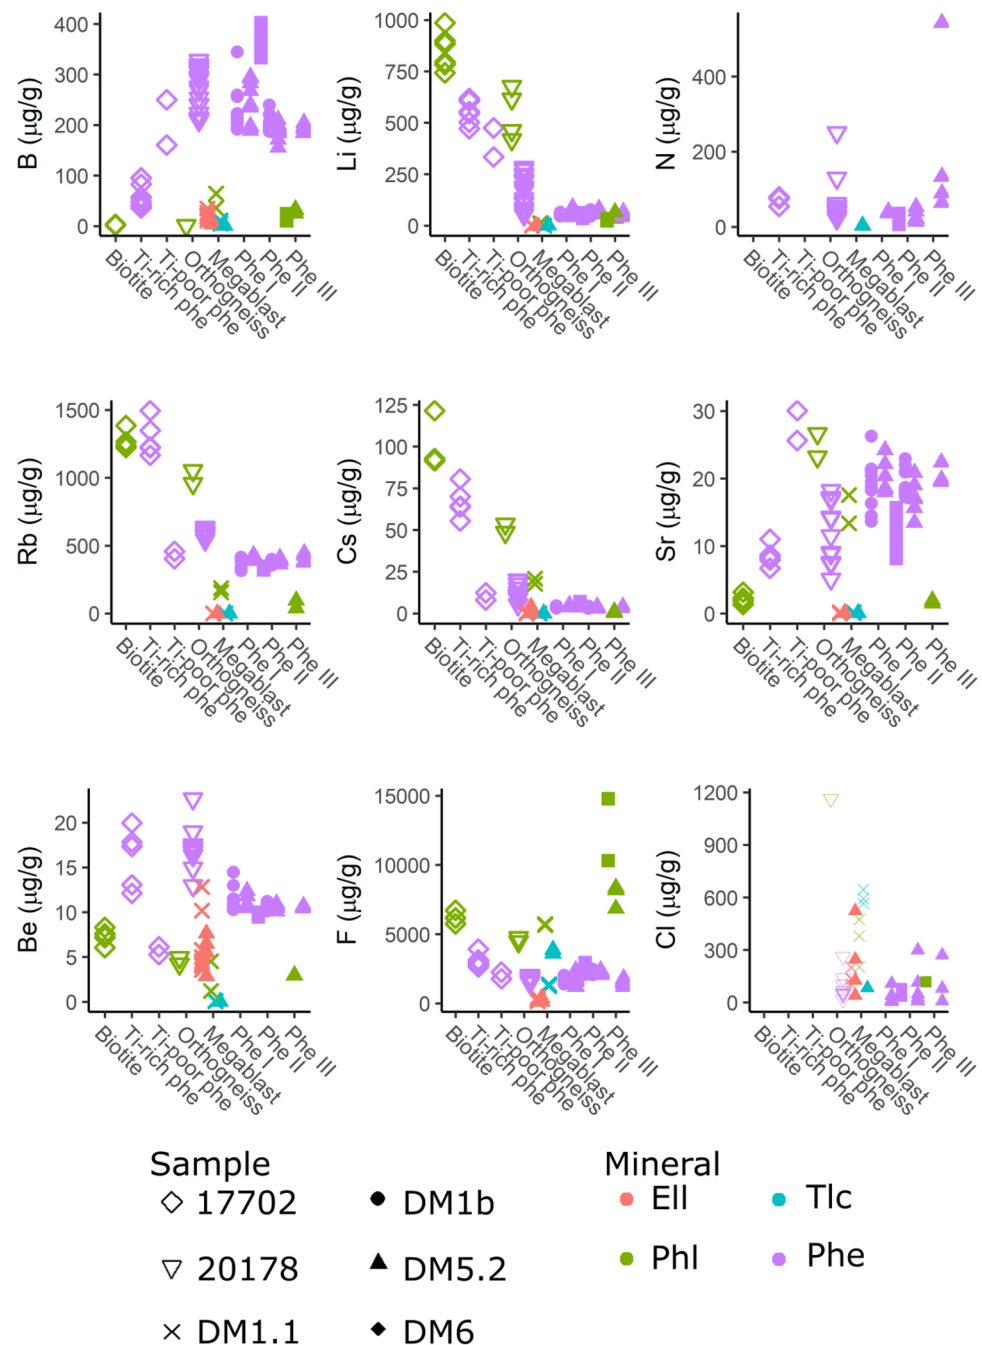 B (µg/g)
400
300
200
100
0
Biotite
Ti-rich phe
Ti-poor phe
Orthogneiss
Megablast
Phe I
Phe II
Phe III
Li (µg/g)
1000
750
500
250
0
Biotite
Ti-rich phe
Ti-poor phe
Orthogneiss
Megablast
Phe I
Phe II
Phe III
N (µg/g)
400
200
0
Biotite
Ti-rich phe
Ti-poor phe
Orthogneiss
Megablast
Phe I
Phe II
Phe III
Rb (µg/g)
1500
1000
500
0
Biotite
Ti-rich phe
Ti-poor phe
Orthogneiss
Megablast
Phe I
Phe II
Phe III
Cs (µg/g)
125
100
75
50
25
0
Biotite
Ti-rich phe
Ti-poor phe
Orthogneiss
Megablast
Phe I
Phe II
Phe III
Sr (µg/g)
30
20
10
0
Biotite
Ti-rich phe
Ti-poor phe
Orthogneiss
Megablast
Phe I
Phe II
Phe III
Be (µg/g)
20
15
10
5
0
Biotite
Ti-rich phe
Ti-poor phe
Orthogneiss
Megablast
Phe I
Phe II
Phe III
F (µg/g)
15000
10000
5000
0
Biotite
Ti-rich phe
Ti-poor phe
Orthogneiss
Megablast
Phe I
Phe II
Phe III
Cl (µg/g)
1200
900
600
300
0
Biotite
Ti-rich phe
Ti-poor phe
Orthogneiss
Megablast
Phe I
Phe II
Phe III
Sample
17702
DM1b
20178
DM5.2
DM1.1
DM6
Mineral
Ell
Tlc
Phl
Phe